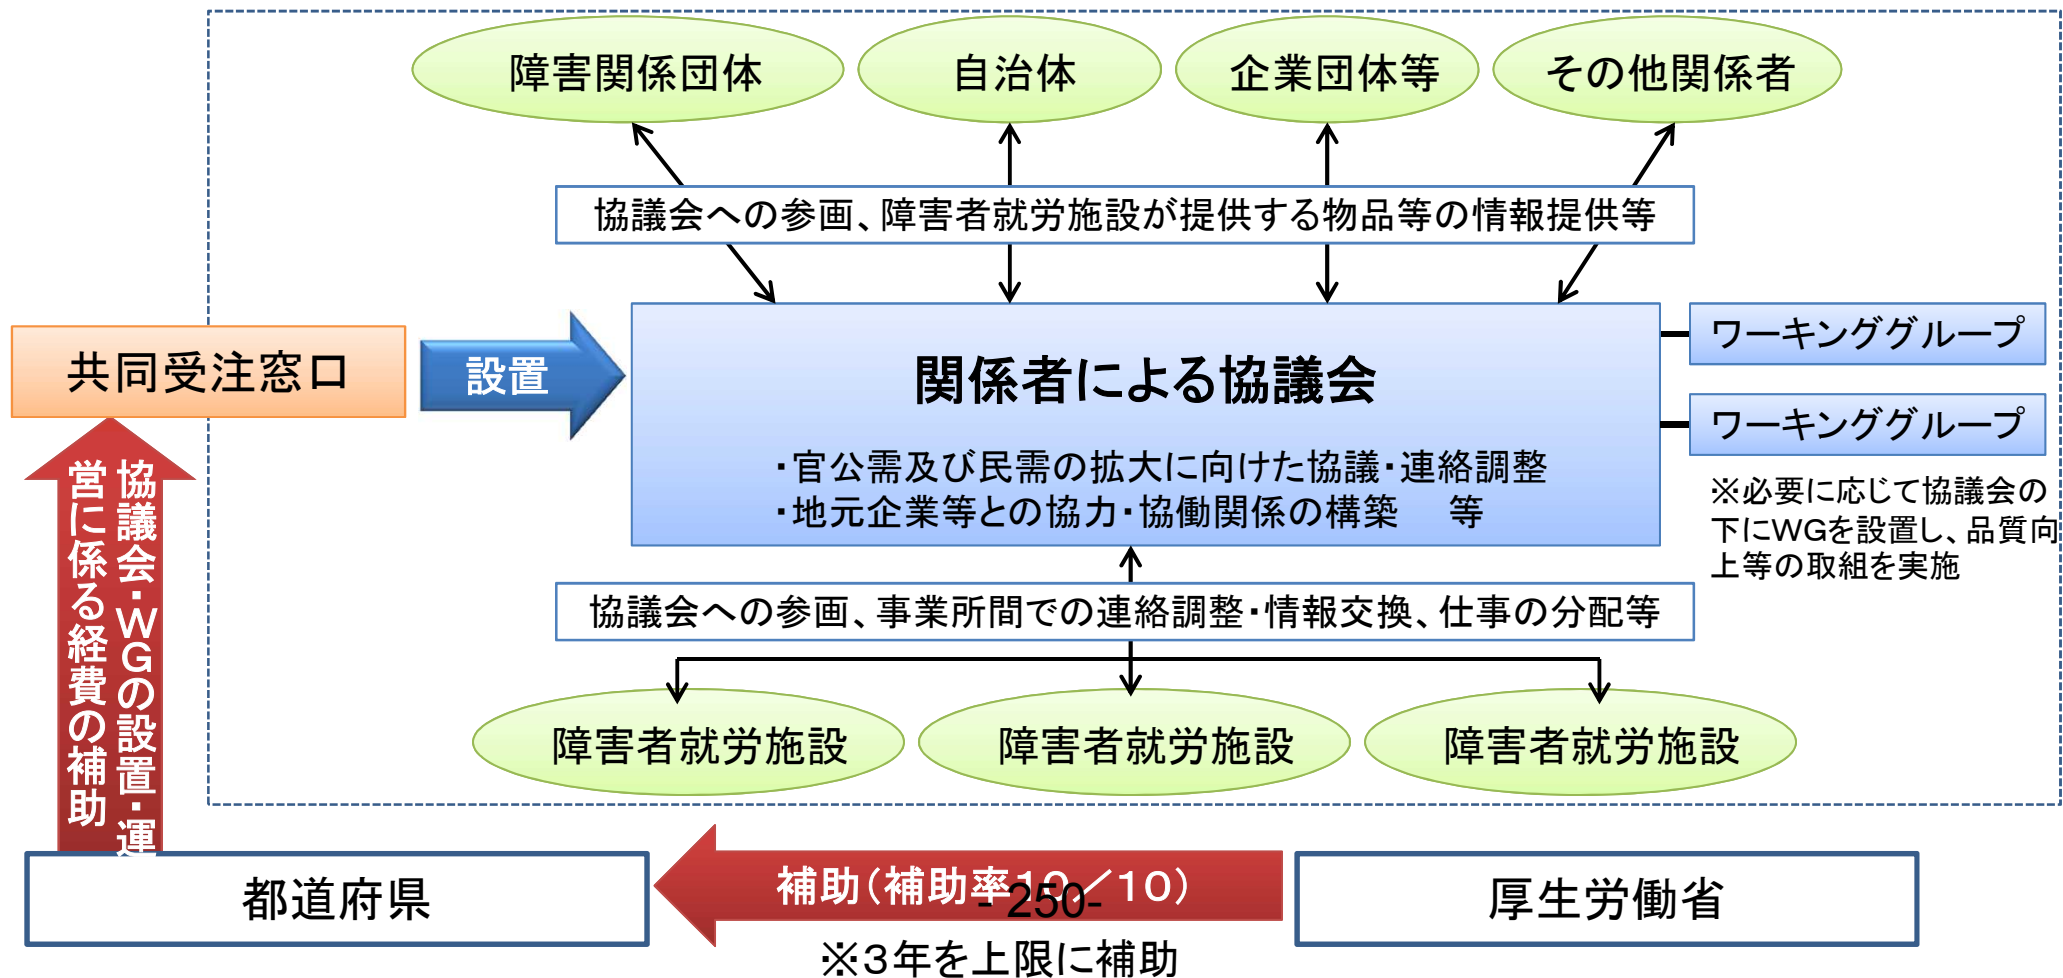 障害関係団体
自治体
企業団体等
その他関係者
協議会への参画、障害者就労施設が提供する物品等の情報提供等
共同受注窓口
設置
関係者による協議会
・官公需及び民需の拡大に向けた協議・連絡調整
・地元企業等との協力・協働関係の構築　等
ワーキンググループ
ワーキンググループ
※必要に応じて協議会の
下にWGを設置し、品質向
上等の取組を実施
協議会への参画、事業所間での連絡調整・情報交換、仕事の分配等
障害者就労施設
障害者就労施設
障害者就労施設
協議会・WGの設置・運
営に係る経費の補助
都道府県
補助（補助率１０／１０）
- 250-
厚生労働省
※３年を上限に補助